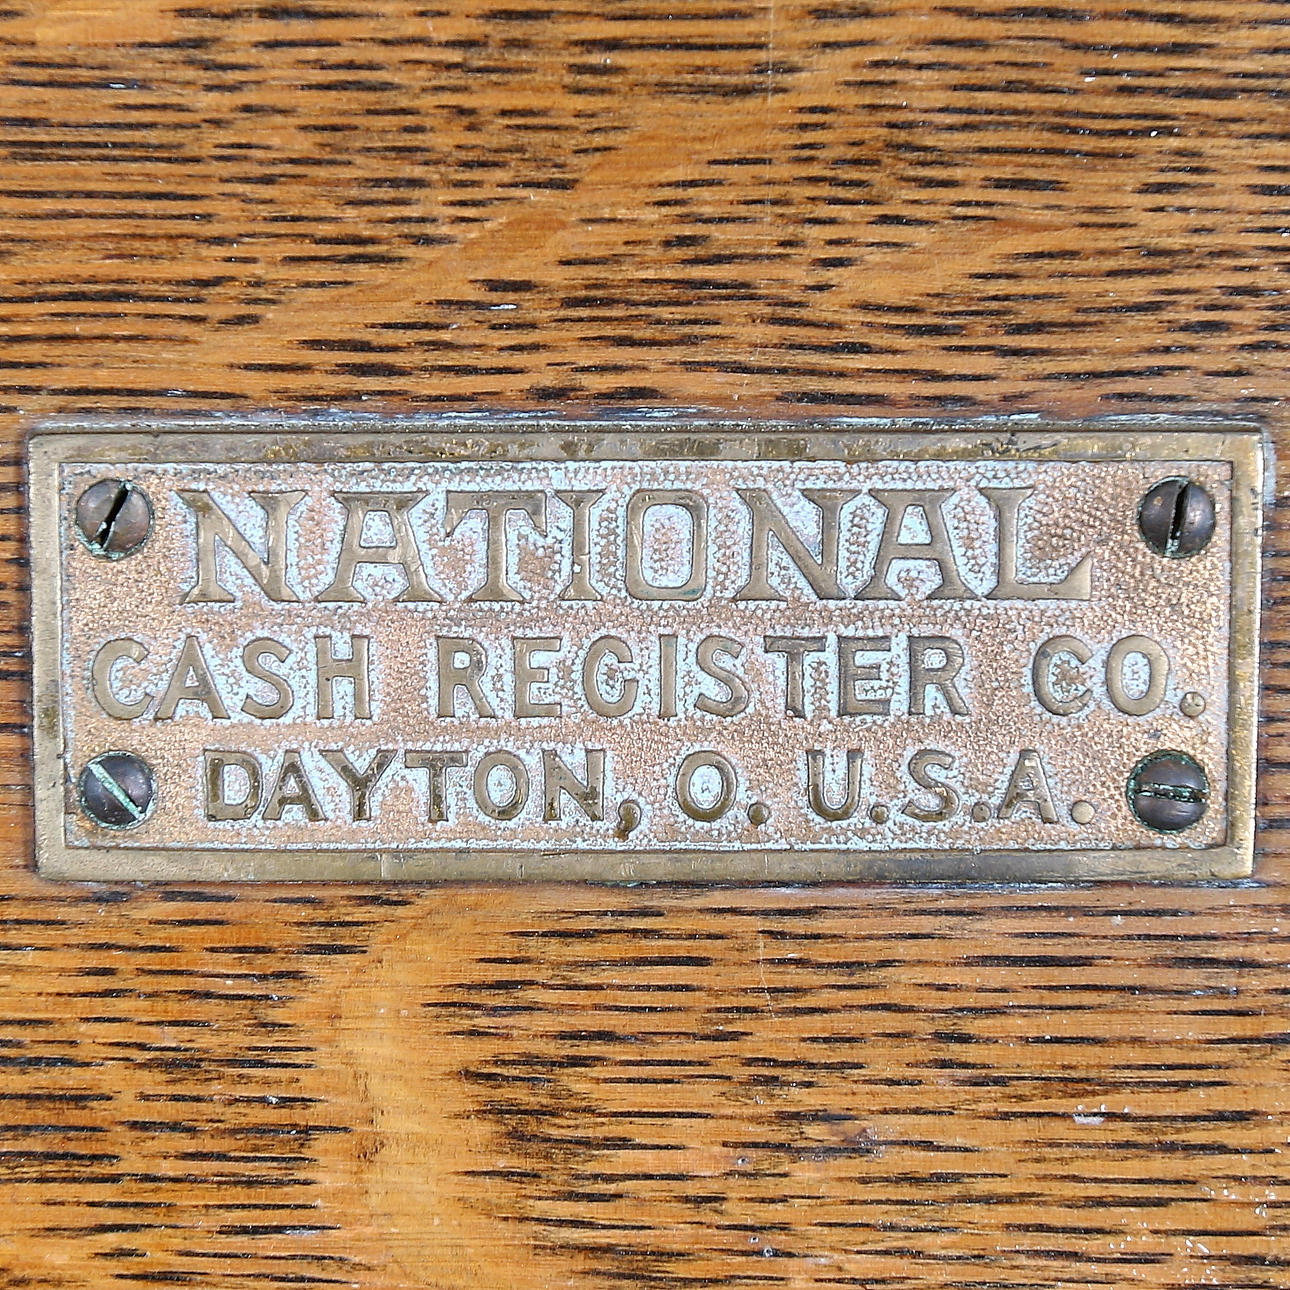 NATIONAL
CASH REGISTER CO.
DAYTON, O. U.S.A.